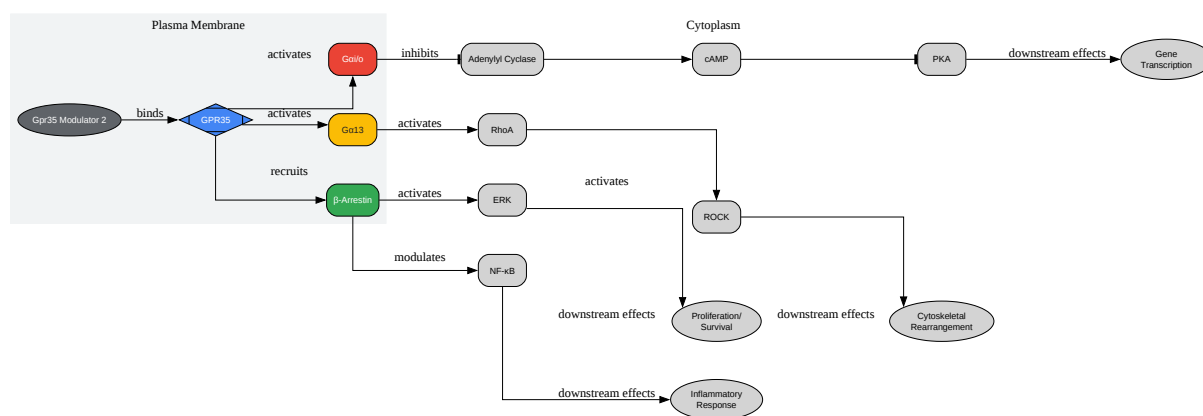 Plasma Membrane
Cytoplasm
activates
Gαi/o
inhibits
Adenylyl Cyclase
cAMP
PKA
downstream effects
Gene
Transcription
Gpr35 Modulator 2
binds
GPR35
activates
Gα13
activates
RhoA
recruits
β-Arrestin
activates
ERK
activates
ROCK
modulates
NF-κB
downstream effects
Proliferation/
Survival
downstream effects
Cytoskeletal
Rearrangement
downstream effects
Inflammatory
Response